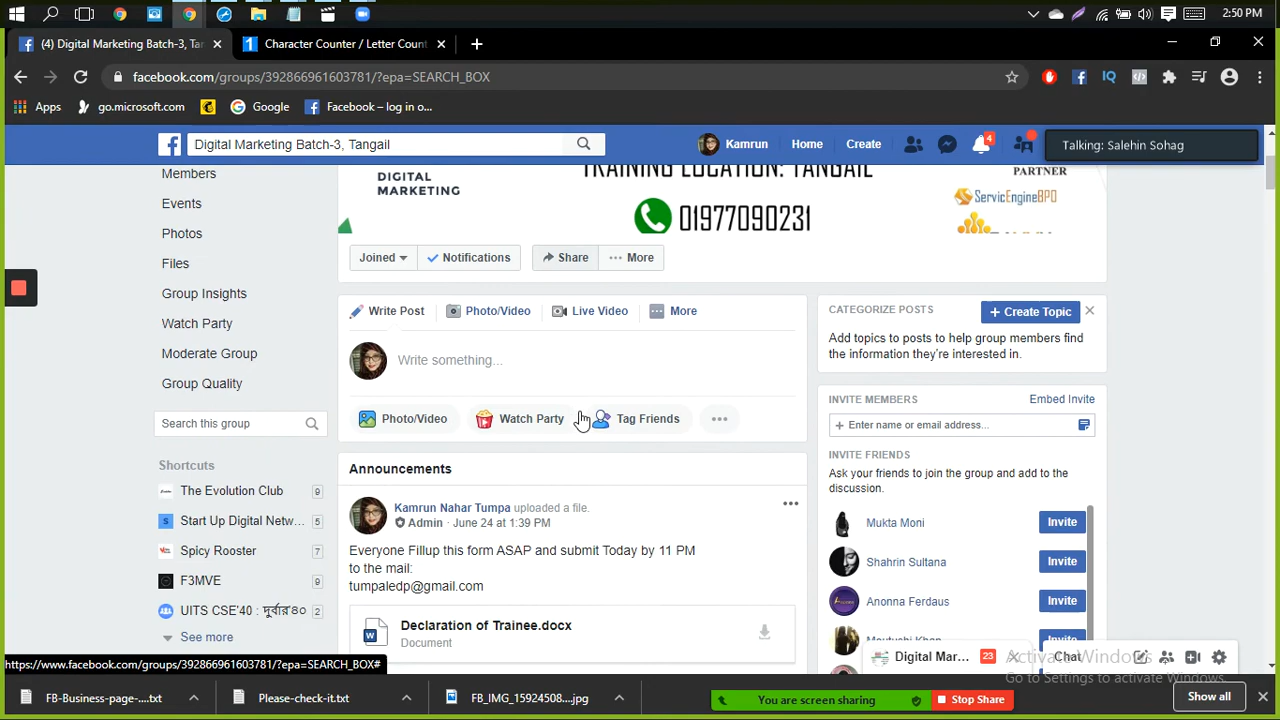 2:50 PM
(4) Digital Marketing Batch-3, Tar
Character Counter / Letter Count
facebook.com/groups/392866961603781/?epa=SEARCH_BOX
Apps
go.microsoft.com
Google
Facebook – log in o...
Digital Marketing Batch-3, Tangail
Kamrun
Home
Create
4
Talking: Salehin Sohag
DIGITAL
MARKETING
TRAINING LOCATION: TANGAIL
01977090231
PARTNER
ServicEngineBPO
Members
Events
Photos
Files
Group Insights
Watch Party
Moderate Group
Group Quality
Search this group
Shortcuts
The Evolution Club 9
Start Up Digital Netw... 5
Spicy Rooster 7
F3MVE 9
UITS CSE'40 : দূর্বার৪০ 2
See more
Joined
Notifications
Share
More
Write Post
Photo/Video
Live Video
More
Write something...
Photo/Video
Watch Party
Tag Friends
Announcements
Kamrun Nahar Tumpa uploaded a file.
Admin · June 24 at 1:39 PM
Everyone Fillup this form ASAP and submit Today by 11 PM
to the mail:
tumpaledp@gmail.com
Declaration of Trainee.docx
Document
CATEGORIZE POSTS
+ Create Topic
Add topics to posts to help group members find
the information they're interested in.
INVITE MEMBERS
Embed Invite
+ Enter name or email address...
INVITE FRIENDS
Ask your friends to join the group and add to the
discussion.
Mukta Moni Invite
Shahrin Sultana Invite
Anonna Ferdaus Invite
Moutushi Khan Invite
Digital Mar... 23
Chat
Activate Windows
Go to Settings to activate Windows.
https://www.facebook.com/groups/392866961603781/?epa=SEARCH_BOX#
FB-Business-page-....txt
Please-check-it.txt
FB_IMG_15924508....jpg
You are screen sharing
Stop Share
Show all